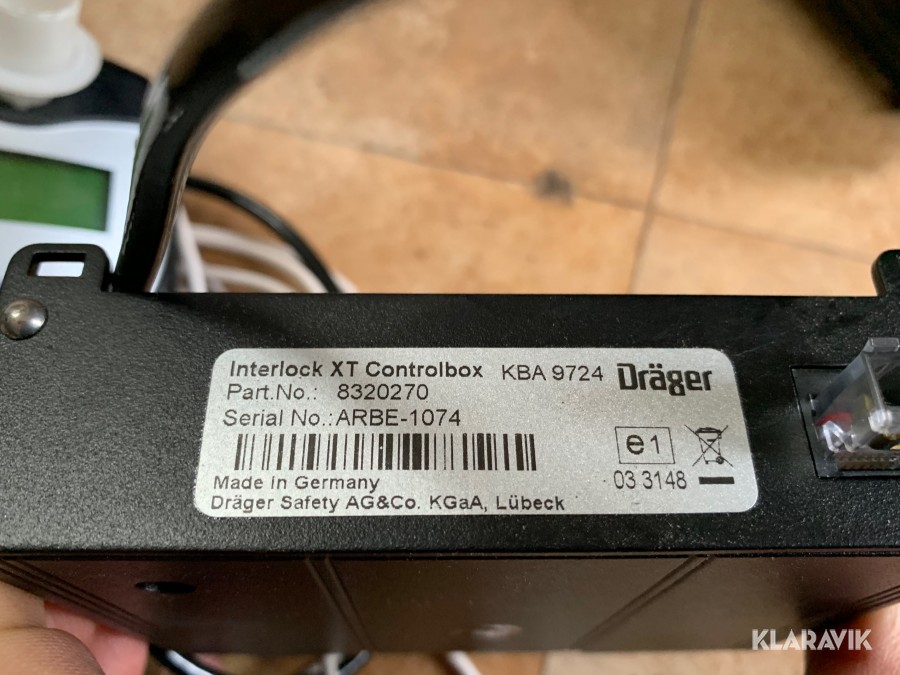 Interlock XT Controlbox KBA 9724 Dräger
Part.No.: 8320270
Serial No.:ARBE-1074
e1
Made in Germany
03 3148
Dräger Safety AG&Co. KGaA, Lübeck
KLARAVIK